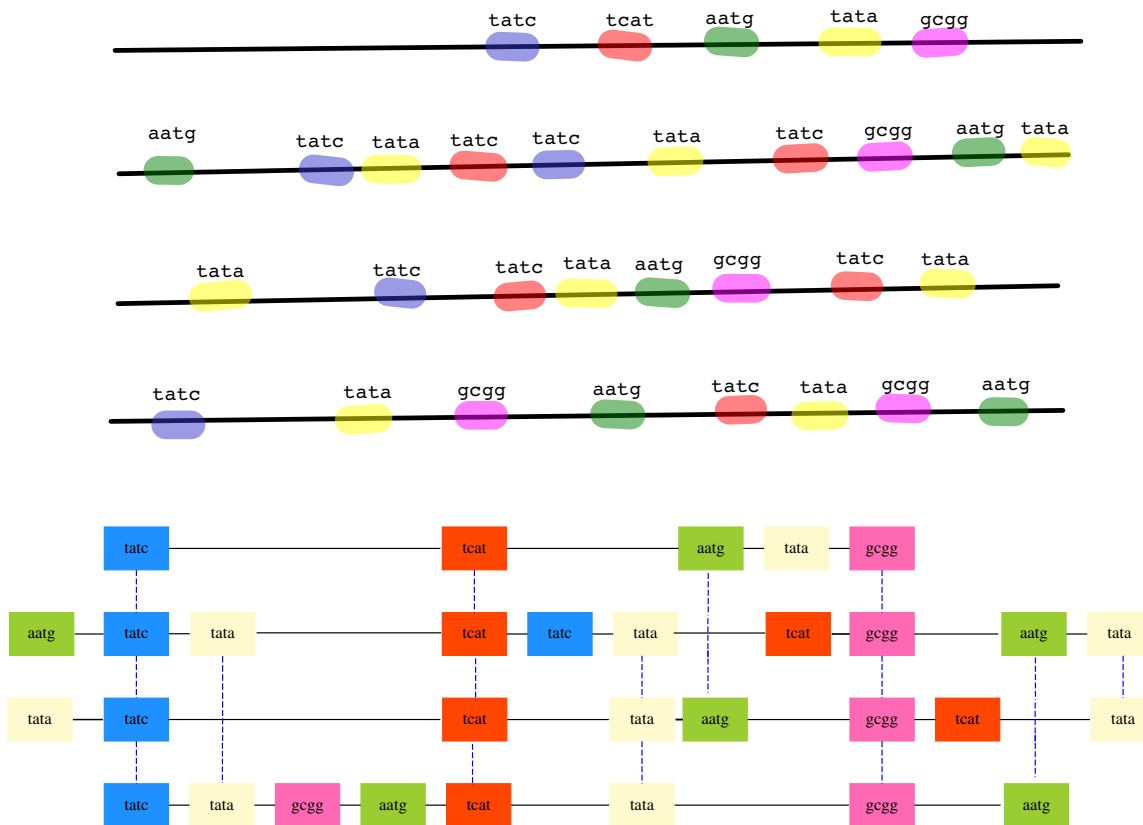 tatc tcat aatg tata gcgg
aatg tatc tata tatc tatc tata tatc gcgg aatg tata
tata tatc tatc tata aatg gcgg tatc tata
tatc tata gcgg aatg tatc tata gcgg aatg
tatc tcat aatg tata gcgg
aatg tatc tata tcat tatc tata tcat gcgg aatg tata
tata tatc tcat tata aatg gcgg tcat tata
tatc tata gcgg aatg tcat tata gcgg aatg